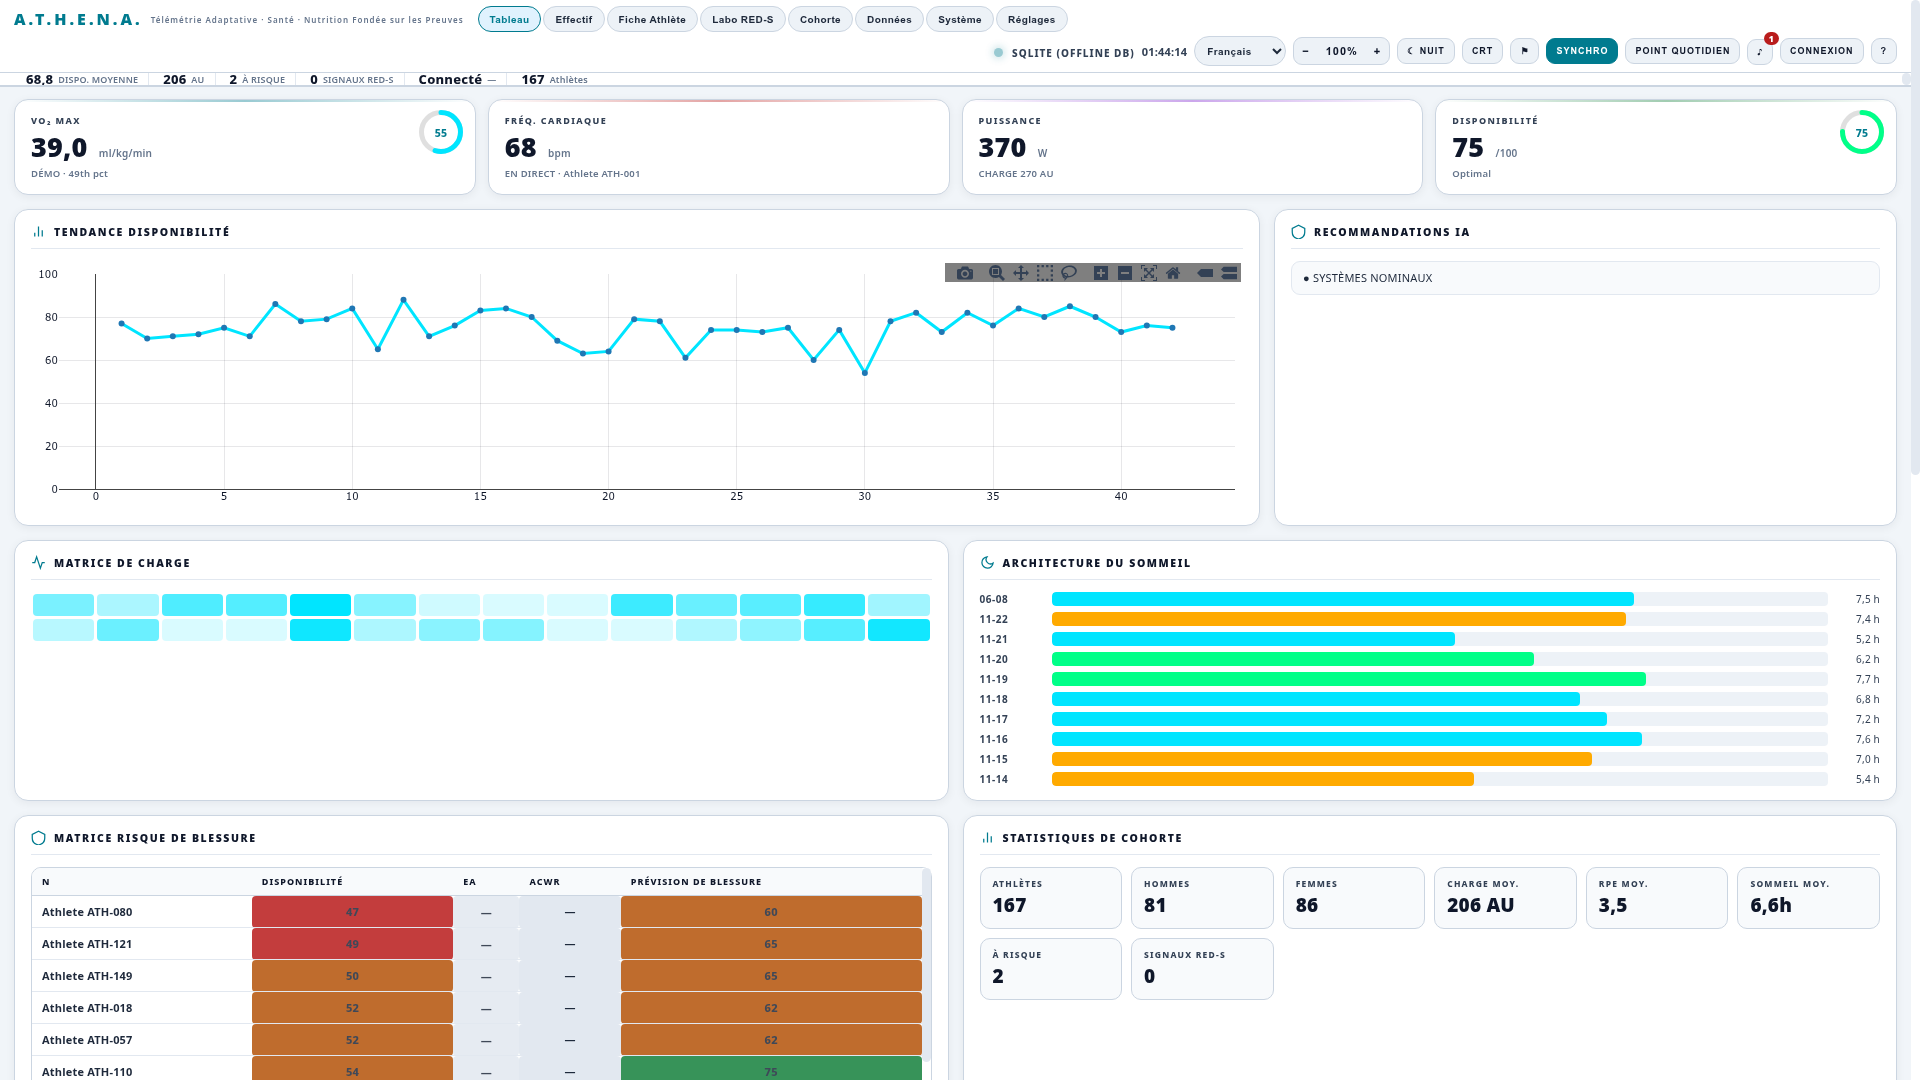 A.T.H.E.N.A. Télémétrie Adaptative · Santé · Nutrition Fondée sur les Preuves Tableau Effectif Fiche Athlète Labo RED-S Cohorte Données Système Réglages
SQLITE (OFFLINE DB) 01:44:14 Français − 100% + ☾ NUIT CRT ⚑ SYNCHRO POINT QUOTIDIEN ♪ 1 CONNEXION ?
68,8 DISPO. MOYENNE 206 AU 2 À RISQUE 0 SIGNAUX RED-S Connecté — 167 Athlètes
VO₂ MAX
39,0 ml/kg/min
DÉMO · 49th pct
55
FRÉQ. CARDIAQUE
68 bpm
EN DIRECT · Athlete ATH-001
PUISSANCE
370 W
CHARGE 270 AU
DISPONIBILITÉ
75 /100
Optimal
75
TENDANCE DISPONIBILITÉ
100
80
60
40
20
0
0 5 10 15 20 25 30 35 40
RECOMMANDATIONS IA
● SYSTÈMES NOMINAUX
MATRICE DE CHARGE
ARCHITECTURE DU SOMMEIL
06-08 7,5 h
11-22 7,4 h
11-21 5,2 h
11-20 6,2 h
11-19 7,7 h
11-18 6,8 h
11-17 7,2 h
11-16 7,6 h
11-15 7,0 h
11-14 5,4 h
MATRICE RISQUE DE BLESSURE
N DISPONIBILITÉ EA ACWR PRÉVISION DE BLESSURE
Athlete ATH-080 47 — — 60
Athlete ATH-121 49 — — 65
Athlete ATH-149 50 — — 65
Athlete ATH-018 52 — — 62
Athlete ATH-057 52 — — 62
Athlete ATH-110 54 — — 75
STATISTIQUES DE COHORTE
ATHLÈTES
167
HOMMES
81
FEMMES
86
CHARGE MOY.
206 AU
RPE MOY.
3,5
SOMMEIL MOY.
6,6h
À RISQUE
2
SIGNAUX RED-S
0